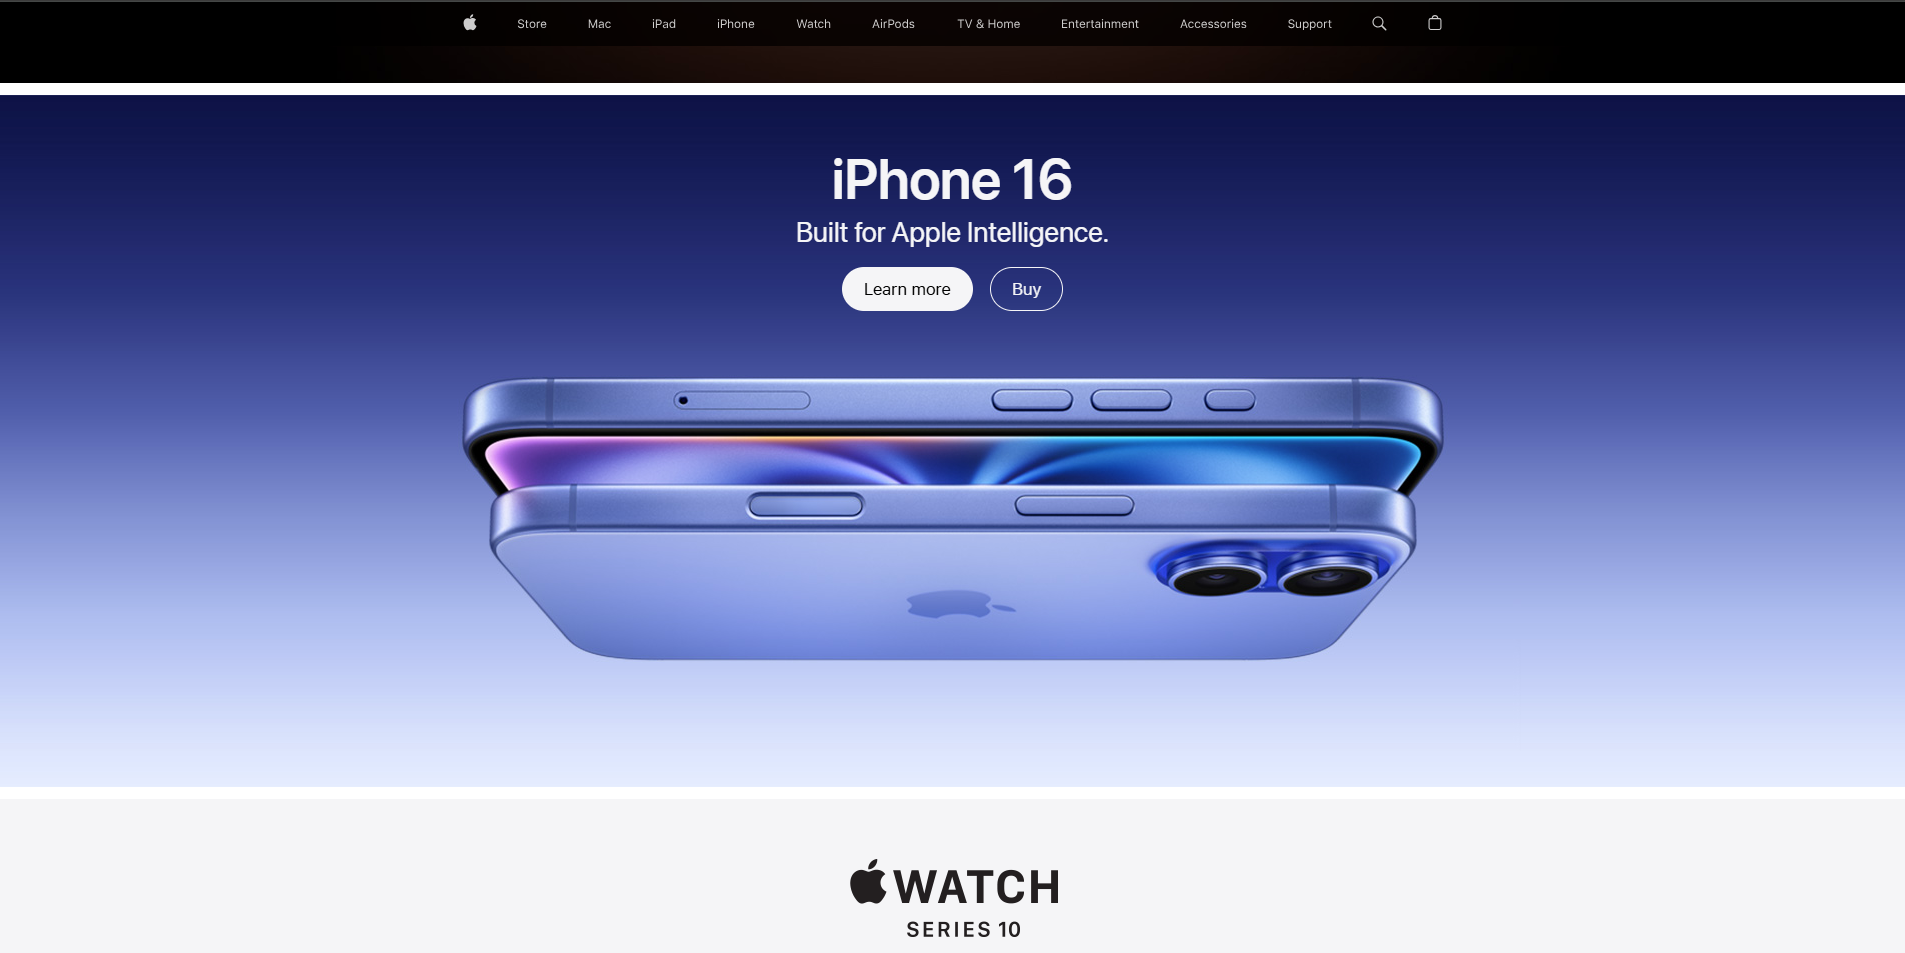 Store Mac iPad iPhone Watch AirPods TV & Home Entertainment Accessories Support
iPhone 16
Built for Apple Intelligence.
Learn more Buy
WATCH
SERIES 10